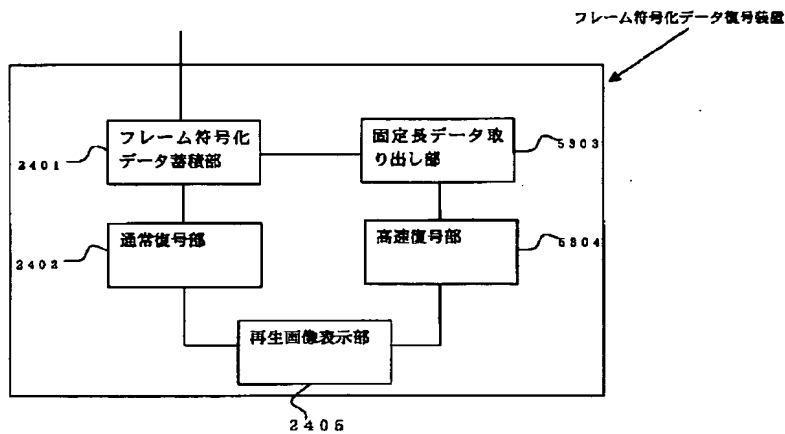 フレーム符号化データ復号装置
フレーム符号化
データ蓄積部
固定長データ取
り出し部
2401
5303
通常復号部
高速復号部
2402
5304
再生画像表示部
2405